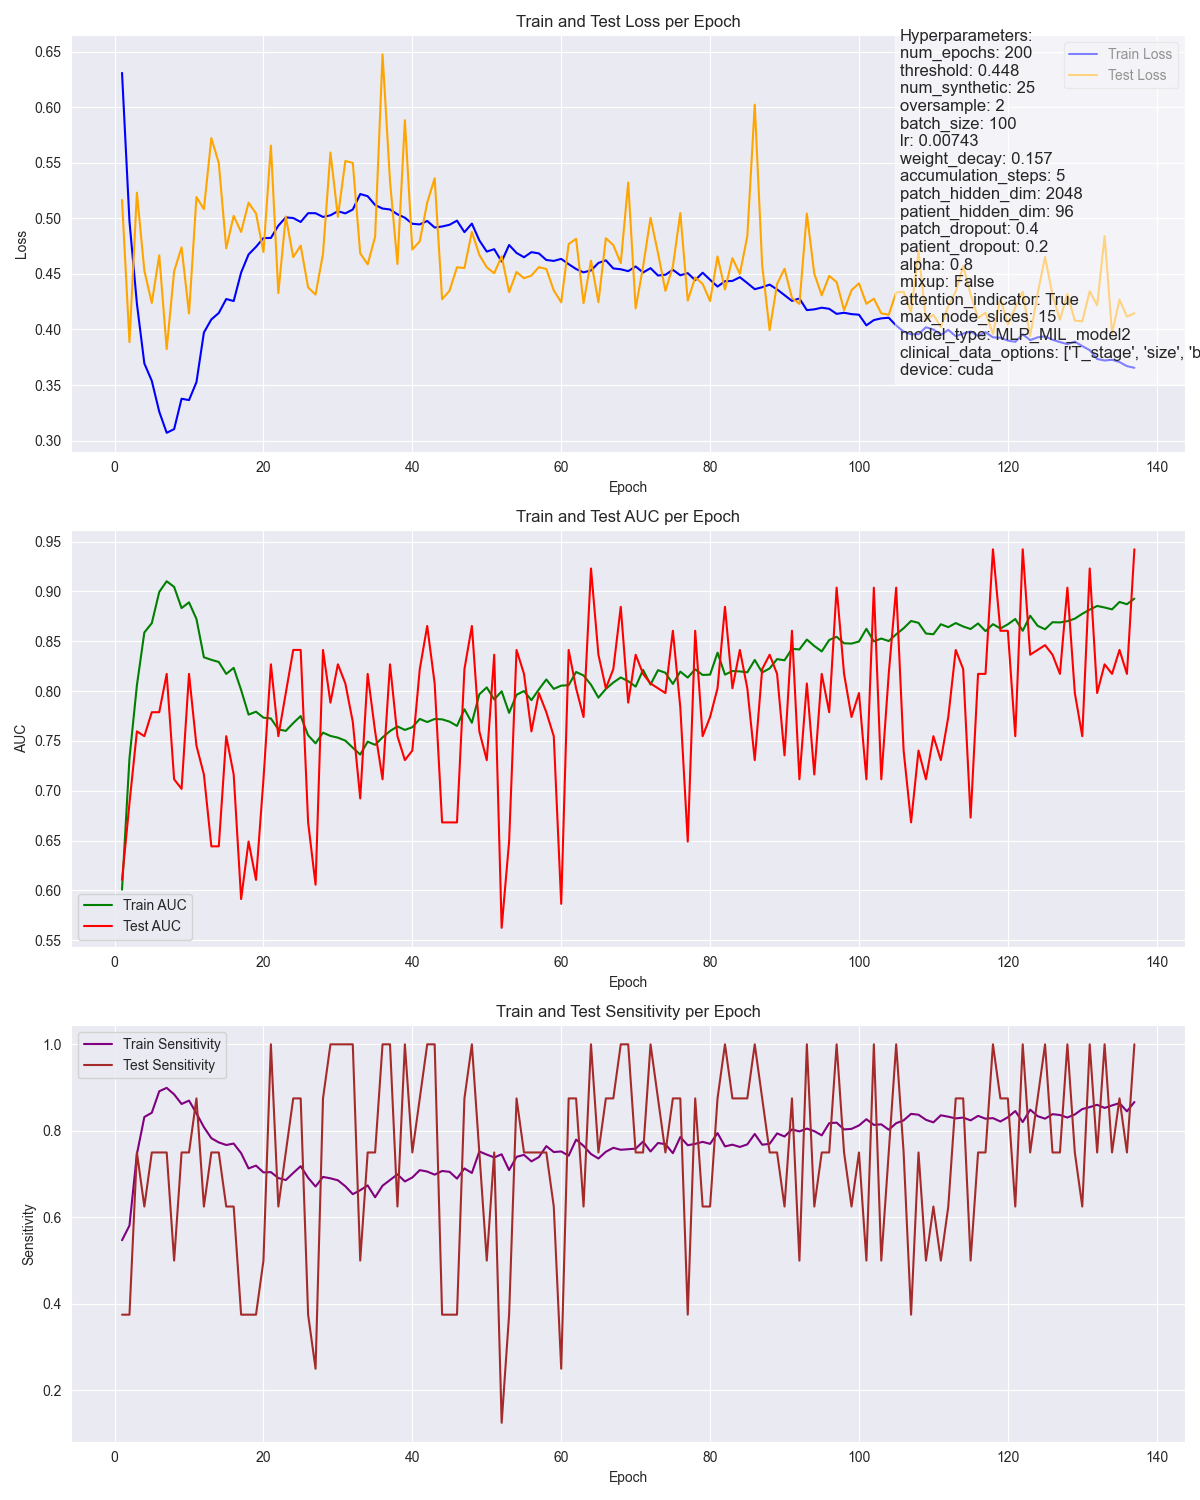 Train and Test Loss per Epoch
Hyperparameters:
num_epochs: 200
threshold: 0.448
num_synthetic: 25
oversample: 2
batch_size: 100
lr: 0.00743
weight_decay: 0.157
accumulation_steps: 5
patch_hidden_dim: 2048
patient_hidden_dim: 96
patch_dropout: 0.4
patient_dropout: 0.2
alpha: 0.8
mixup: False
attention_indicator: True
max_node_slices: 15
model_type: MLP_MIL_model2
clinical_data_options: ['T_stage', 'size', 'b
device: cuda
Train Loss
Test Loss
Loss
0.65
0.60
0.55
0.50
0.45
0.40
0.35
0.30
0 20 40 60 80 100 120 140
Epoch
Train and Test AUC per Epoch
AUC
0.95
0.90
0.85
0.80
0.75
0.70
0.65
0.60
0.55
Train AUC
Test AUC
0 20 40 60 80 100 120 140
Epoch
Train and Test Sensitivity per Epoch
Train Sensitivity
Test Sensitivity
Sensitivity
1.0
0.8
0.6
0.4
0.2
0 20 40 60 80 100 120 140
Epoch